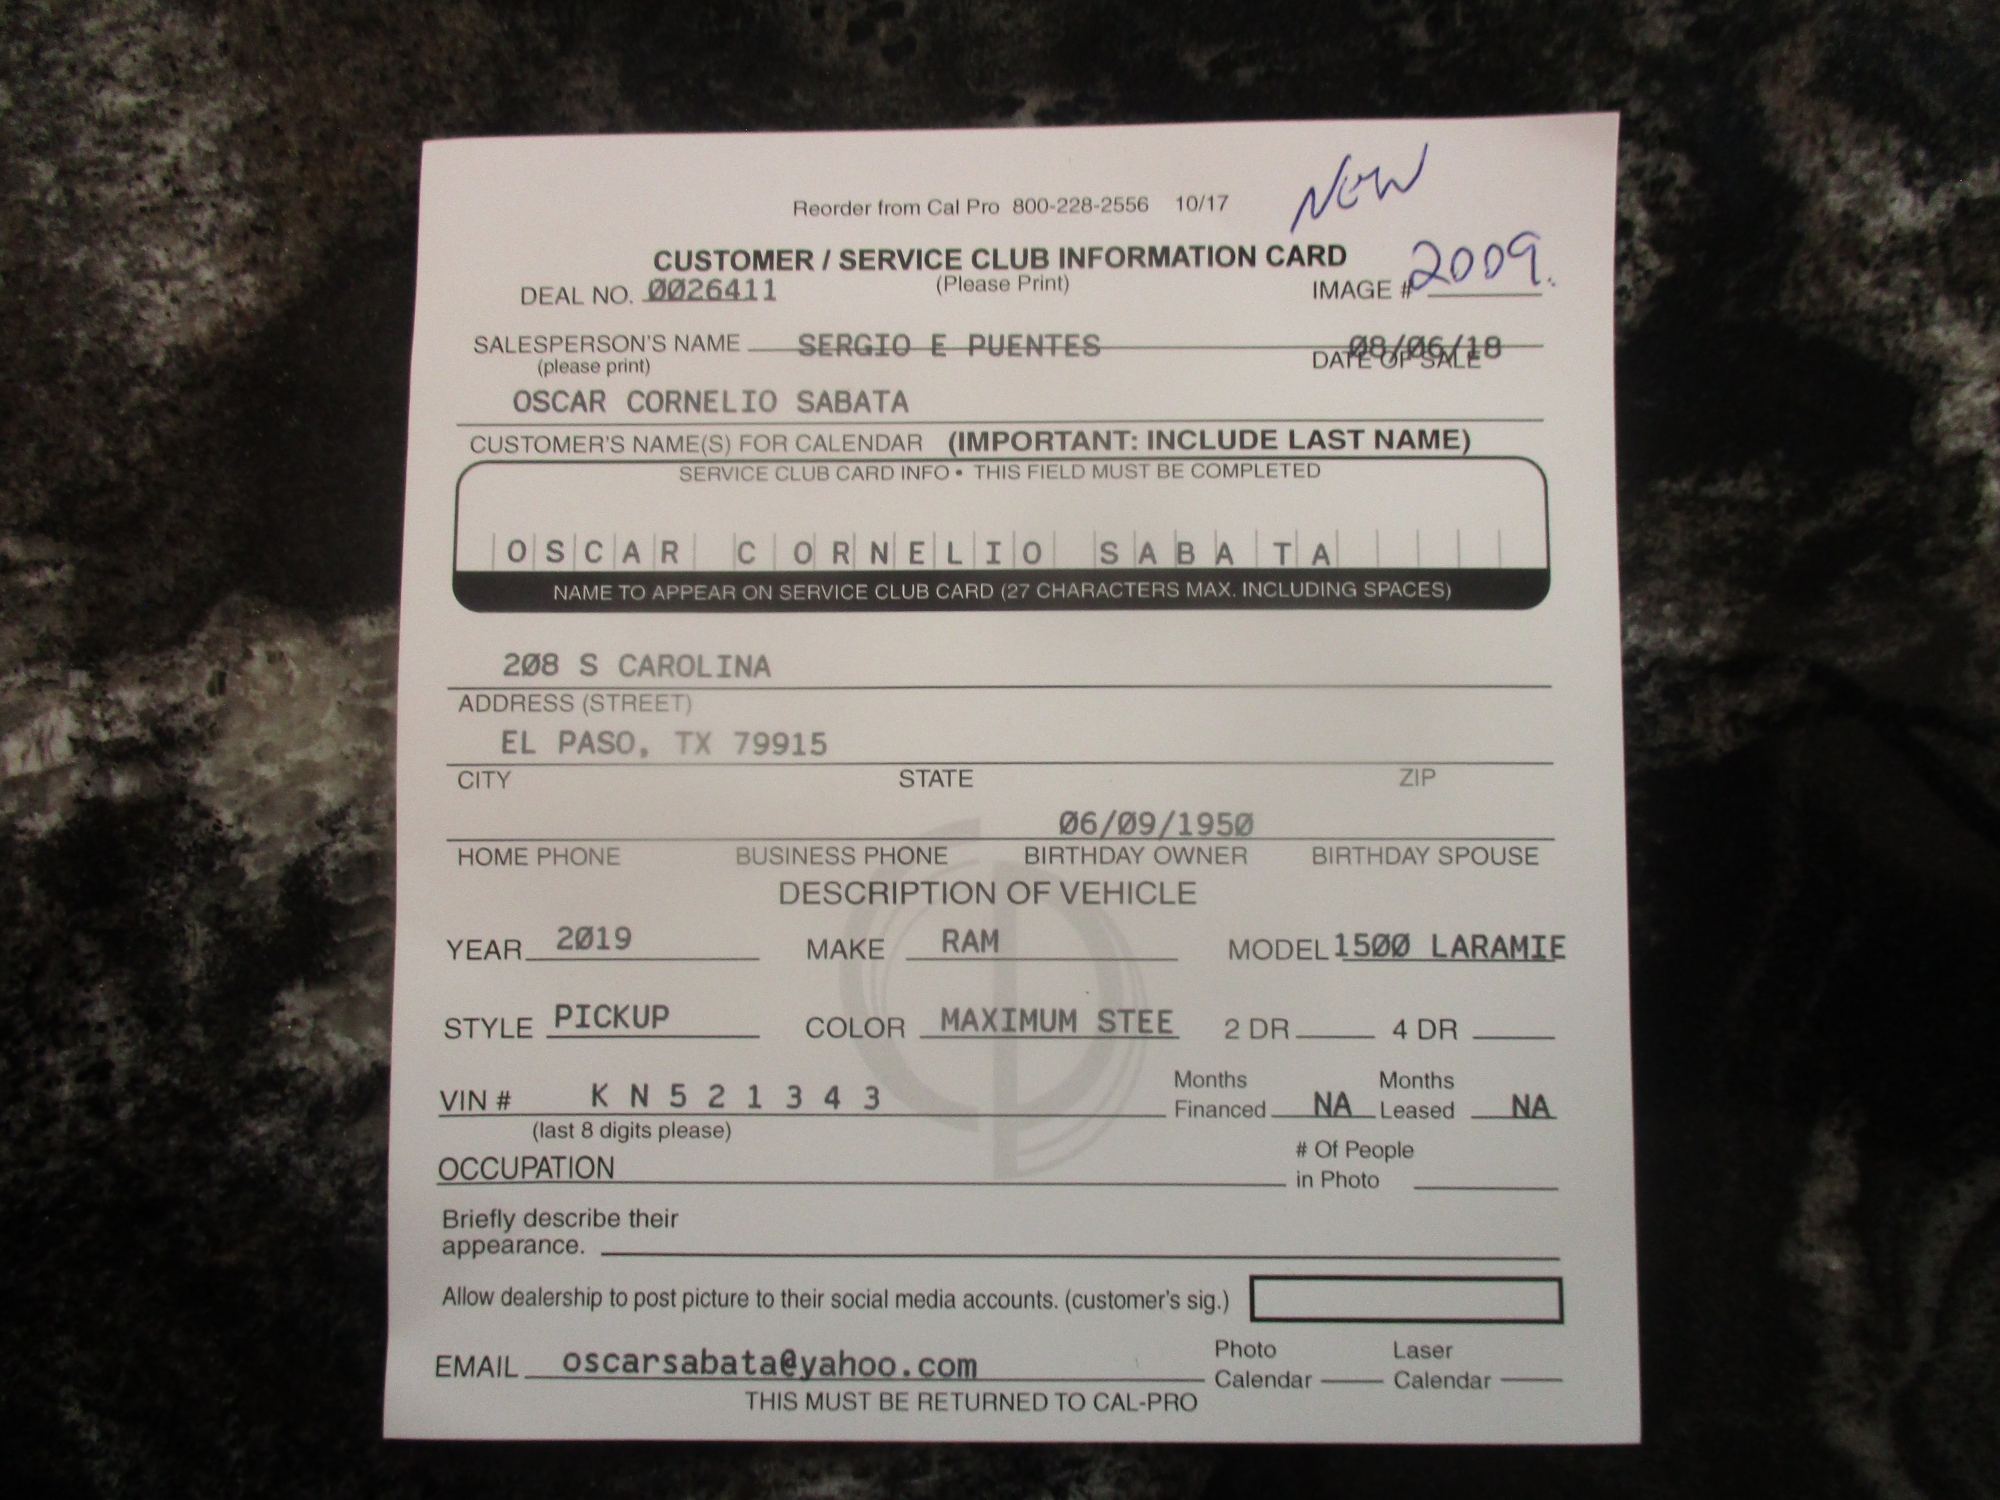 NEW
Reorder from Cal Pro 800-228-2556 10/17
CUSTOMER / SERVICE CLUB INFORMATION CARD
DEAL NO. 0026411 (Please Print) IMAGE # 2009.
SALESPERSON'S NAME SERGIO E PUENTES 08/06/18
(please print) DATE OF SALE
OSCAR CORNELIO SABATA
CUSTOMER'S NAME(S) FOR CALENDAR (IMPORTANT: INCLUDE LAST NAME)
SERVICE CLUB CARD INFO • THIS FIELD MUST BE COMPLETED
OSCAR CORNELIO SABATA
NAME TO APPEAR ON SERVICE CLUB CARD (27 CHARACTERS MAX. INCLUDING SPACES)
208 S CAROLINA
ADDRESS (STREET)
EL PASO, TX 79915
CITY STATE ZIP
06/09/1950
HOME PHONE BUSINESS PHONE BIRTHDAY OWNER BIRTHDAY SPOUSE
DESCRIPTION OF VEHICLE
YEAR 2019 MAKE RAM MODEL 1500 LARAMIE
STYLE PICKUP COLOR MAXIMUM STEE 2 DR 4 DR
VIN # K N 5 2 1 3 4 3 Months Financed NA Months Leased NA
(last 8 digits please)
OCCUPATION # Of People in Photo
Briefly describe their
appearance.
Allow dealership to post picture to their social media accounts. (customer's sig.)
EMAIL oscarsabata@yahoo.com Photo Calendar Laser Calendar
THIS MUST BE RETURNED TO CAL-PRO